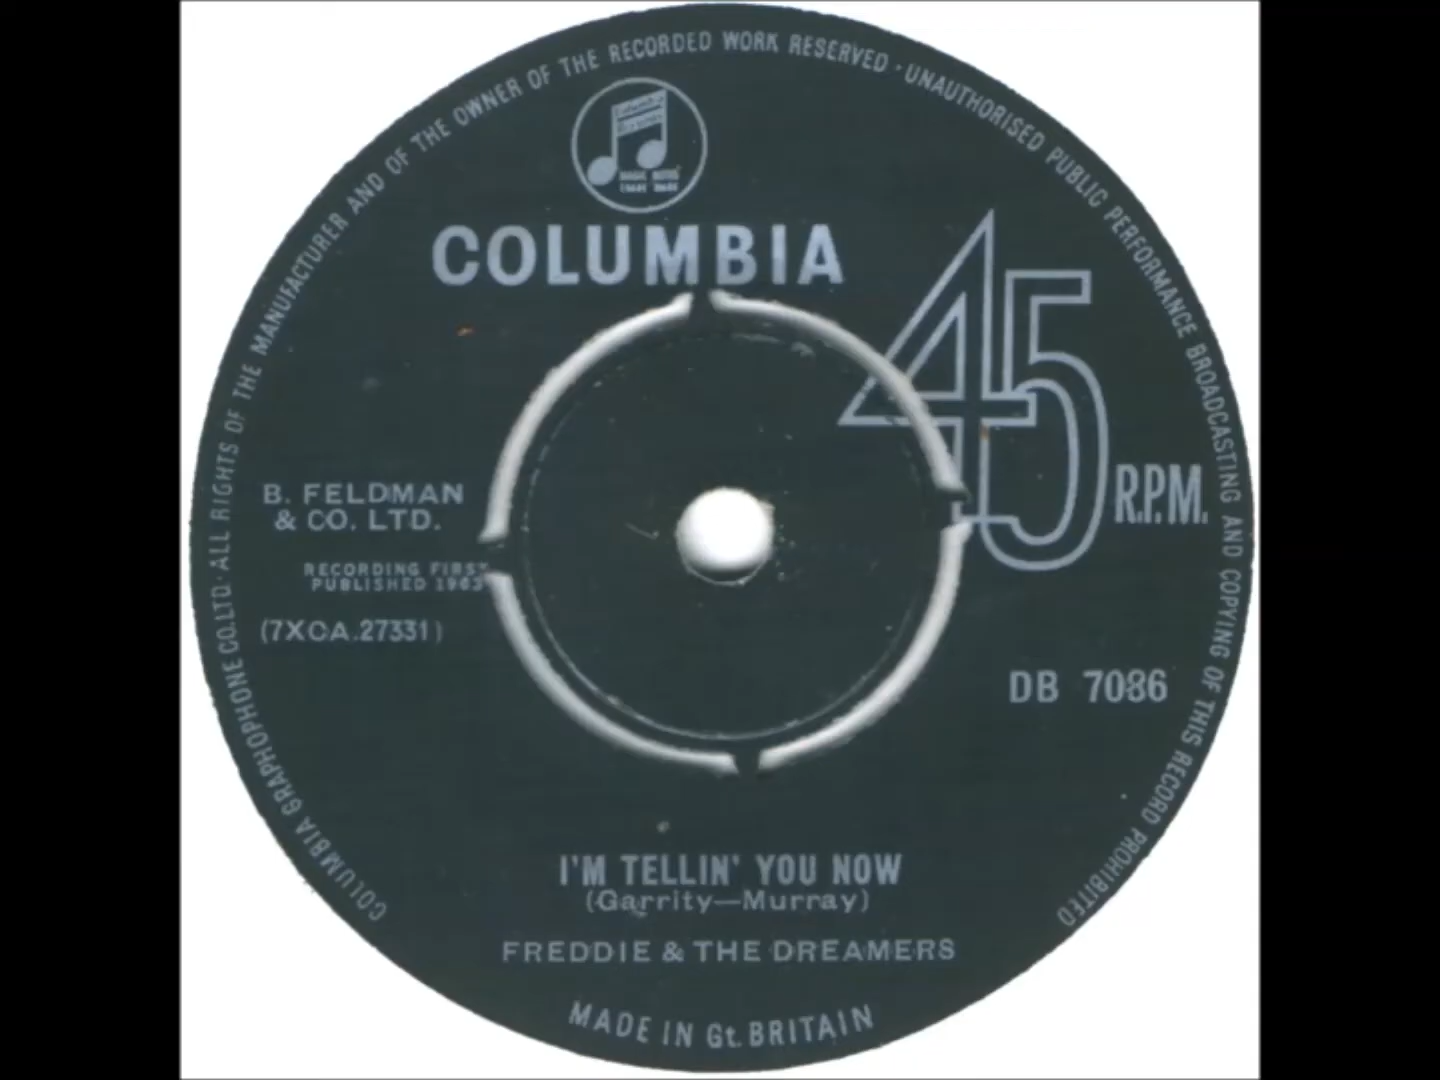 COLUMBIA GRAPHOPHONE CO. LTD. · ALL RIGHTS OF THE MANUFACTURER AND OF THE OWNER OF THE RECORDED WORK RESERVED · UNAUTHORISED PUBLIC PERFORMANCE BROADCASTING AND COPYING OF THIS RECORD PROHIBITED
COLUMBIA
45
R.P.M.
B. FELDMAN
& CO. LTD.
RECORDING FIRST
PUBLISHED 1963
(7XCA.27331)
DB 7086
I'M TELLIN' YOU NOW
(Garrity—Murray)
FREDDIE & THE DREAMERS
MADE IN Gt. BRITAIN